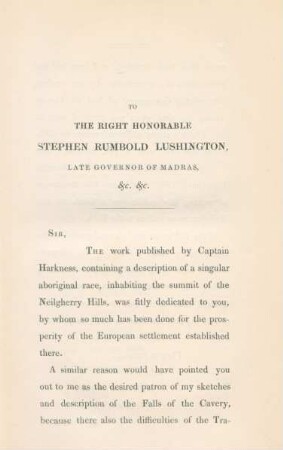 TO
THE RIGHT HONORABLE
STEPHEN RUMBOLD LUSHINGTON,
LATE GOVERNOR OF MADRAS,
&c. &c.
SIR,
THE work published by Captain
Harkness, containing a description of a singular
aboriginal race, inhabiting the summit of the
Neilgherry Hills, was fitly dedicated to you,
by whom so much has been done for the pros-
perity of the European settlement established
there.
A similar reason would have pointed you
out to me as the desired patron of my sketches
and description of the Falls of the Cavery,
because there also the difficulties of the Tra-